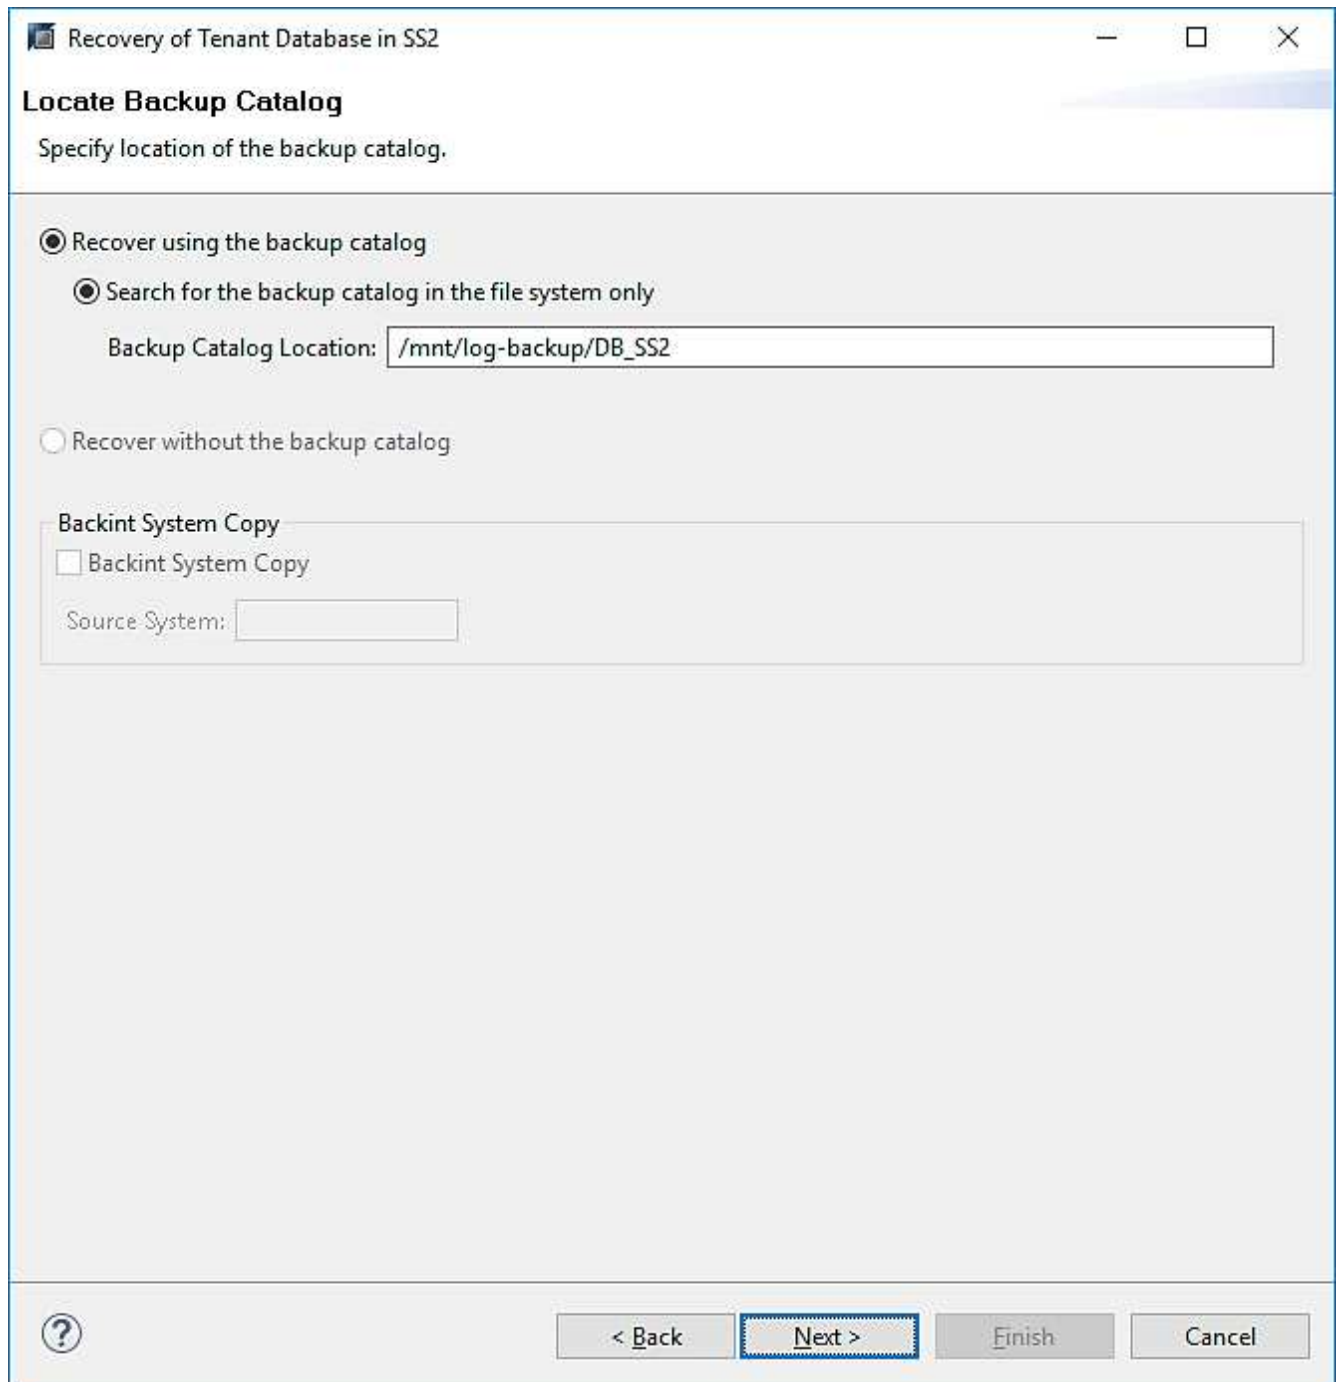 Recovery of Tenant Database in SS2
Locate Backup Catalog
Specify location of the backup catalog.
Recover using the backup catalog
Search for the backup catalog in the file system only
Backup Catalog Location: /mnt/log-backup/DB_SS2
Recover without the backup catalog
Backint System Copy
Backint System Copy
Source System:
? < Back Next > Finish Cancel